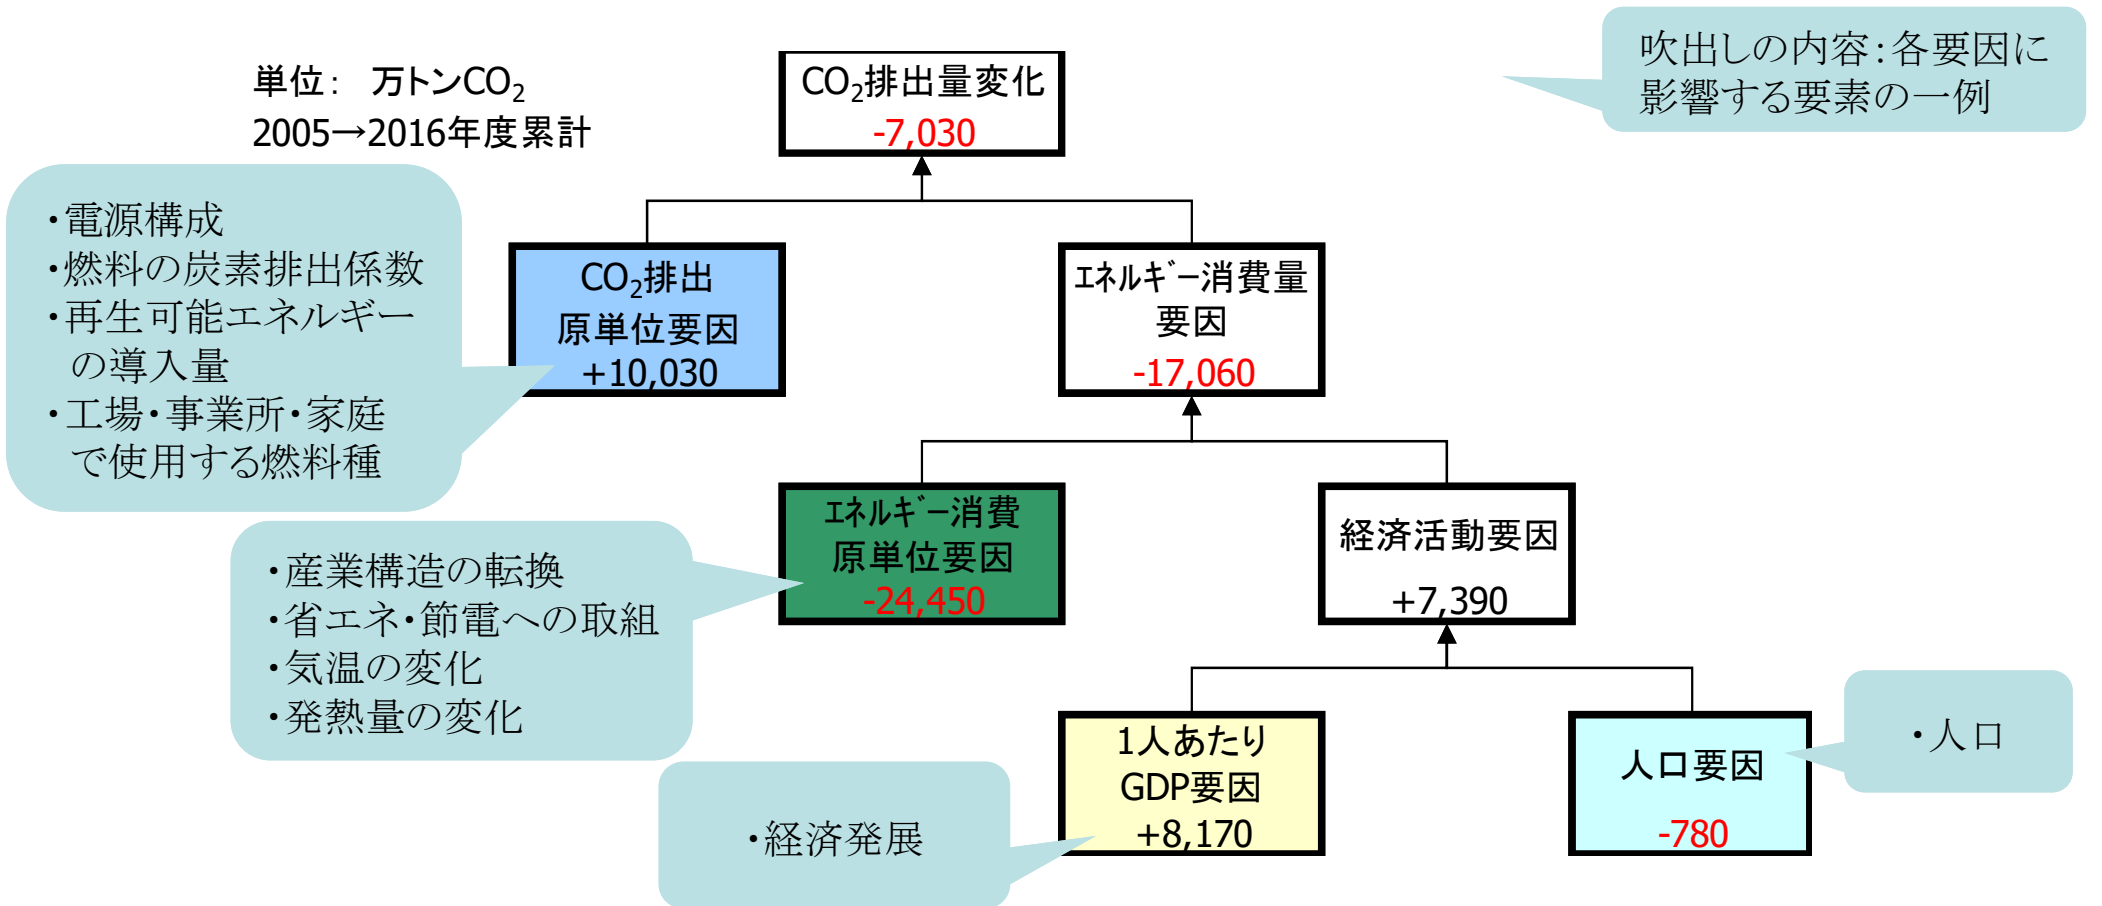 単位： 万トンCO₂
2005→2016年度累計
CO₂排出量変化
-7,030
吹出しの内容：各要因に
影響する要素の一例
・電源構成
・燃料の炭素排出係数
・再生可能エネルギー
の導入量
・工場・事業所・家庭
で使用する燃料種
CO₂排出
原単位要因
+10,030
ｴﾈﾙｷﾞｰ消費量
要因
-17,060
・産業構造の転換
・省エネ・節電への取組
・気温の変化
・発熱量の変化
ｴﾈﾙｷﾞｰ消費
原単位要因
-24,450
経済活動要因
+7,390
・経済発展
1人あたり
GDP要因
+8,170
人口要因
-780
・人口